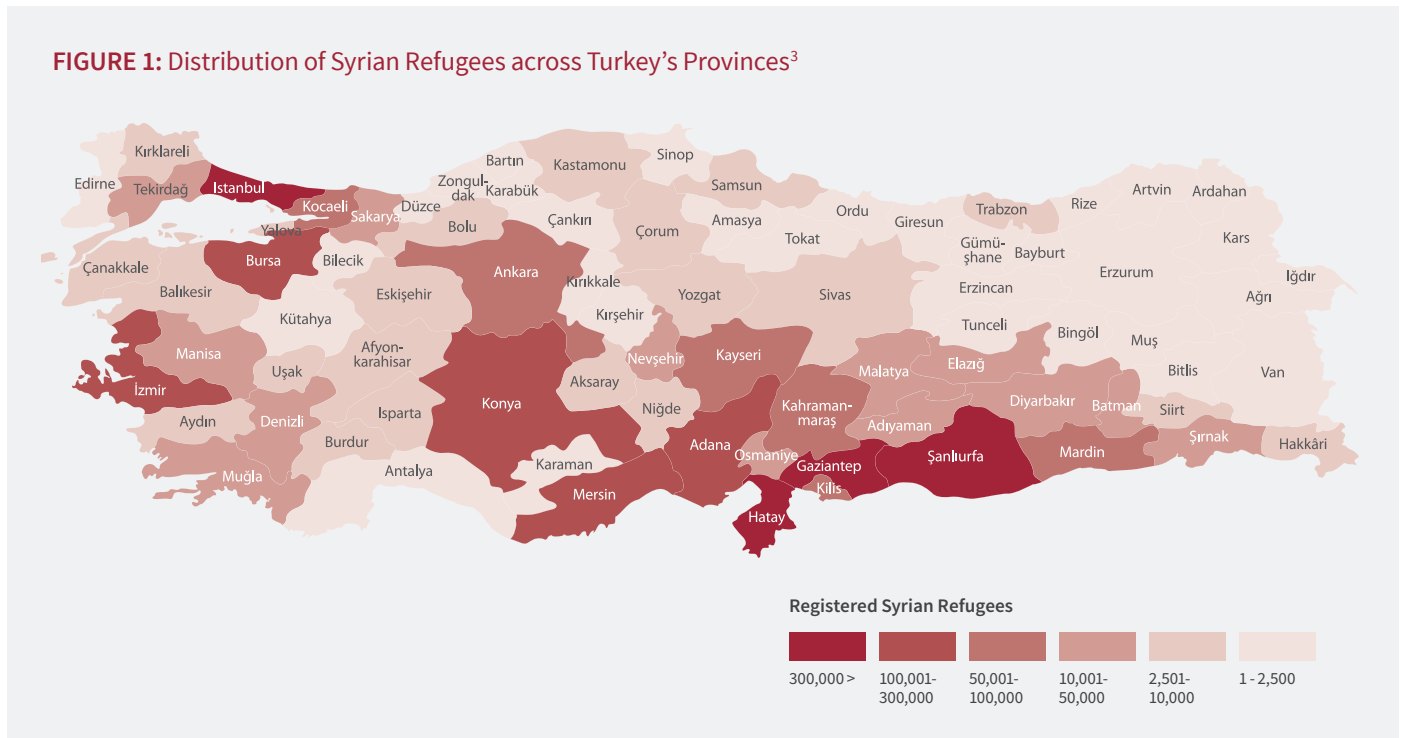 FIGURE 1: Distribution of Syrian Refugees across Turkey's Provinces3
Kırklareli
Edirne
Tekirdağ
Istanbul
Kocaeli
Sakarya
Yalova
Düzce
Zongul-
dak
Bartın
Karabük
Kastamonu
Sinop
Samsun
Bolu
Çankırı
Çorum
Amasya
Tokat
Ordu
Giresun
Trabzon
Gümü-
şhane
Bayburt
Rize
Artvin
Ardahan
Kars
Iğdır
Ağrı
Erzurum
Erzincan
Çanakkale
Balıkesir
Bursa
Bilecik
Eskişehir
Ankara
Kırıkkale
Kırşehir
Yozgat
Sivas
Tunceli
Bingöl
Muş
Bitlis
Van
Kütahya
Manisa
Uşak
Afyon-
karahisar
İzmir
Aydın
Denizli
Isparta
Burdur
Muğla
Antalya
Konya
Aksaray
Nevşehir
Niğde
Kayseri
Karaman
Mersin
Adana
Kahraman-
maraş
Osmaniye
Malatya
Elazığ
Adıyaman
Diyarbakır
Batman
Siirt
Şırnak
Hakkâri
Mardin
Şanlıurfa
Gaziantep
Kilis
Hatay
Registered Syrian Refugees
300,000 >
100,001-
300,000
50,001-
100,000
10,001-
50,000
2,501-
10,000
1 - 2,500